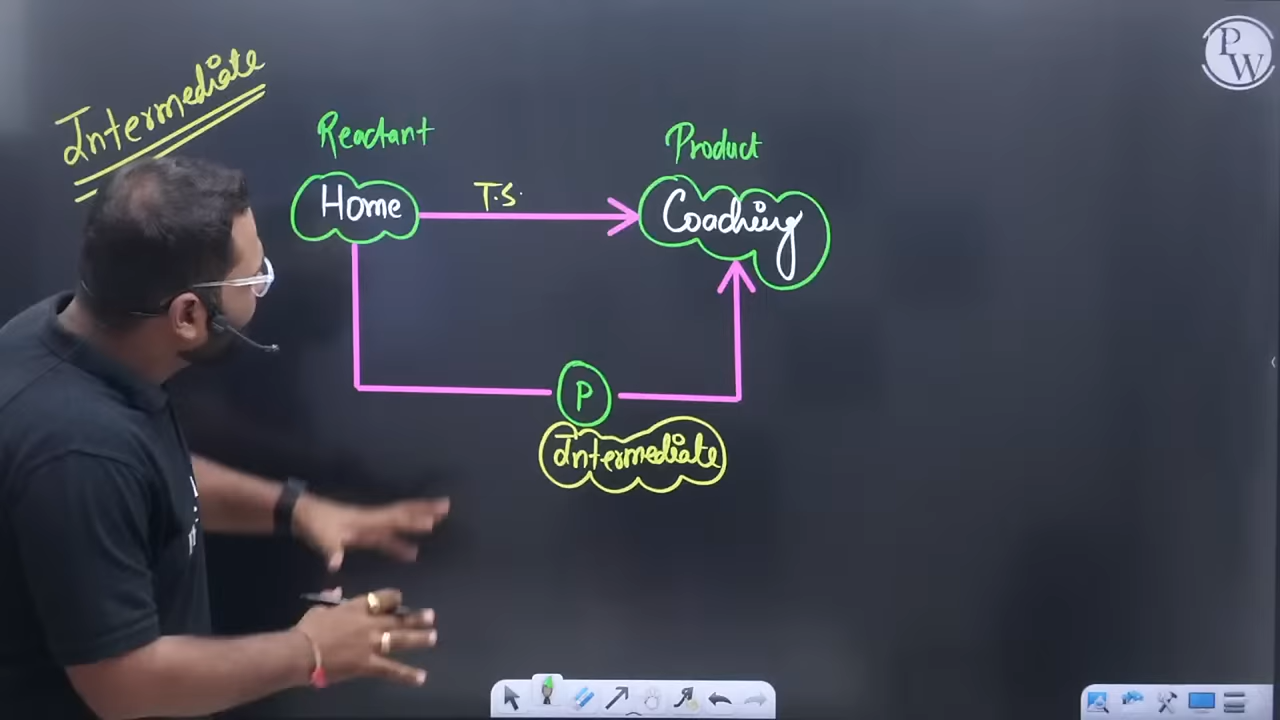 Intermediate
Reactant
Product
Home
T.S.
Coaching
P
Intermediate
PW